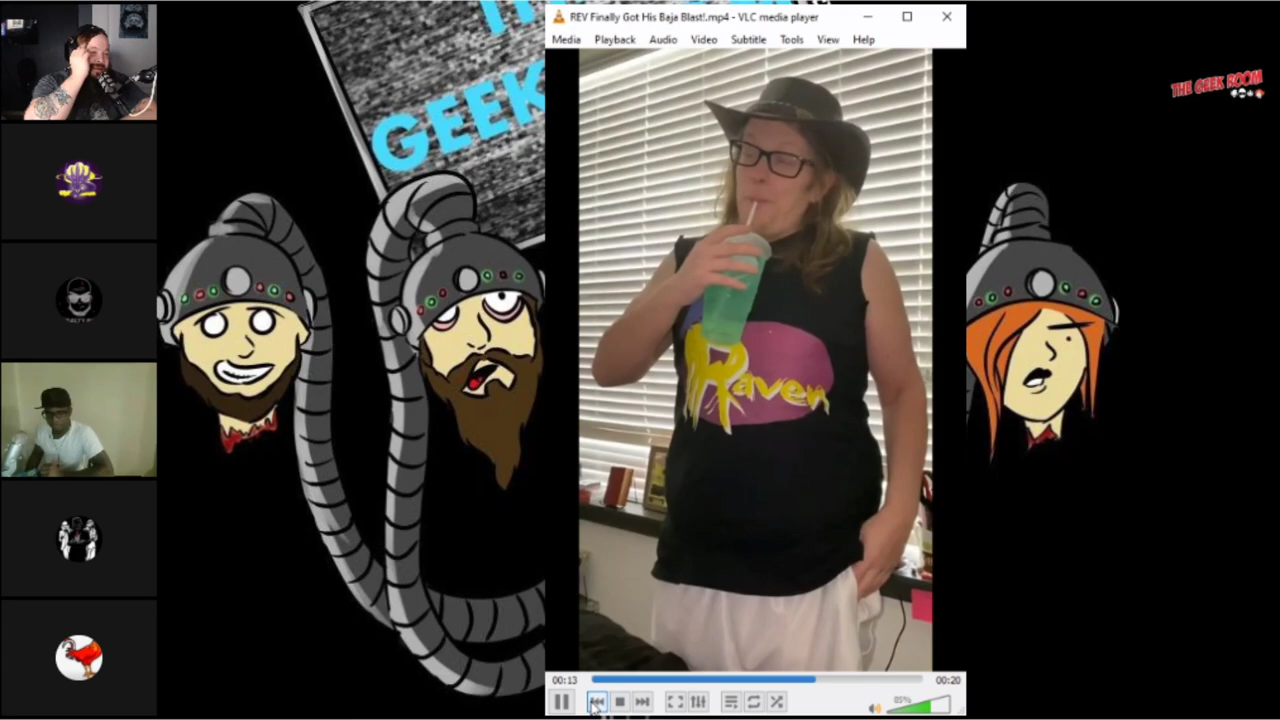 GEEK
REV Finally Got His Baja Blast!.mp4 - VLC media player
Media Playback Audio Video Subtitle Tools View Help
THE GEEK ROOM
Raven
00:13
00:20
85%